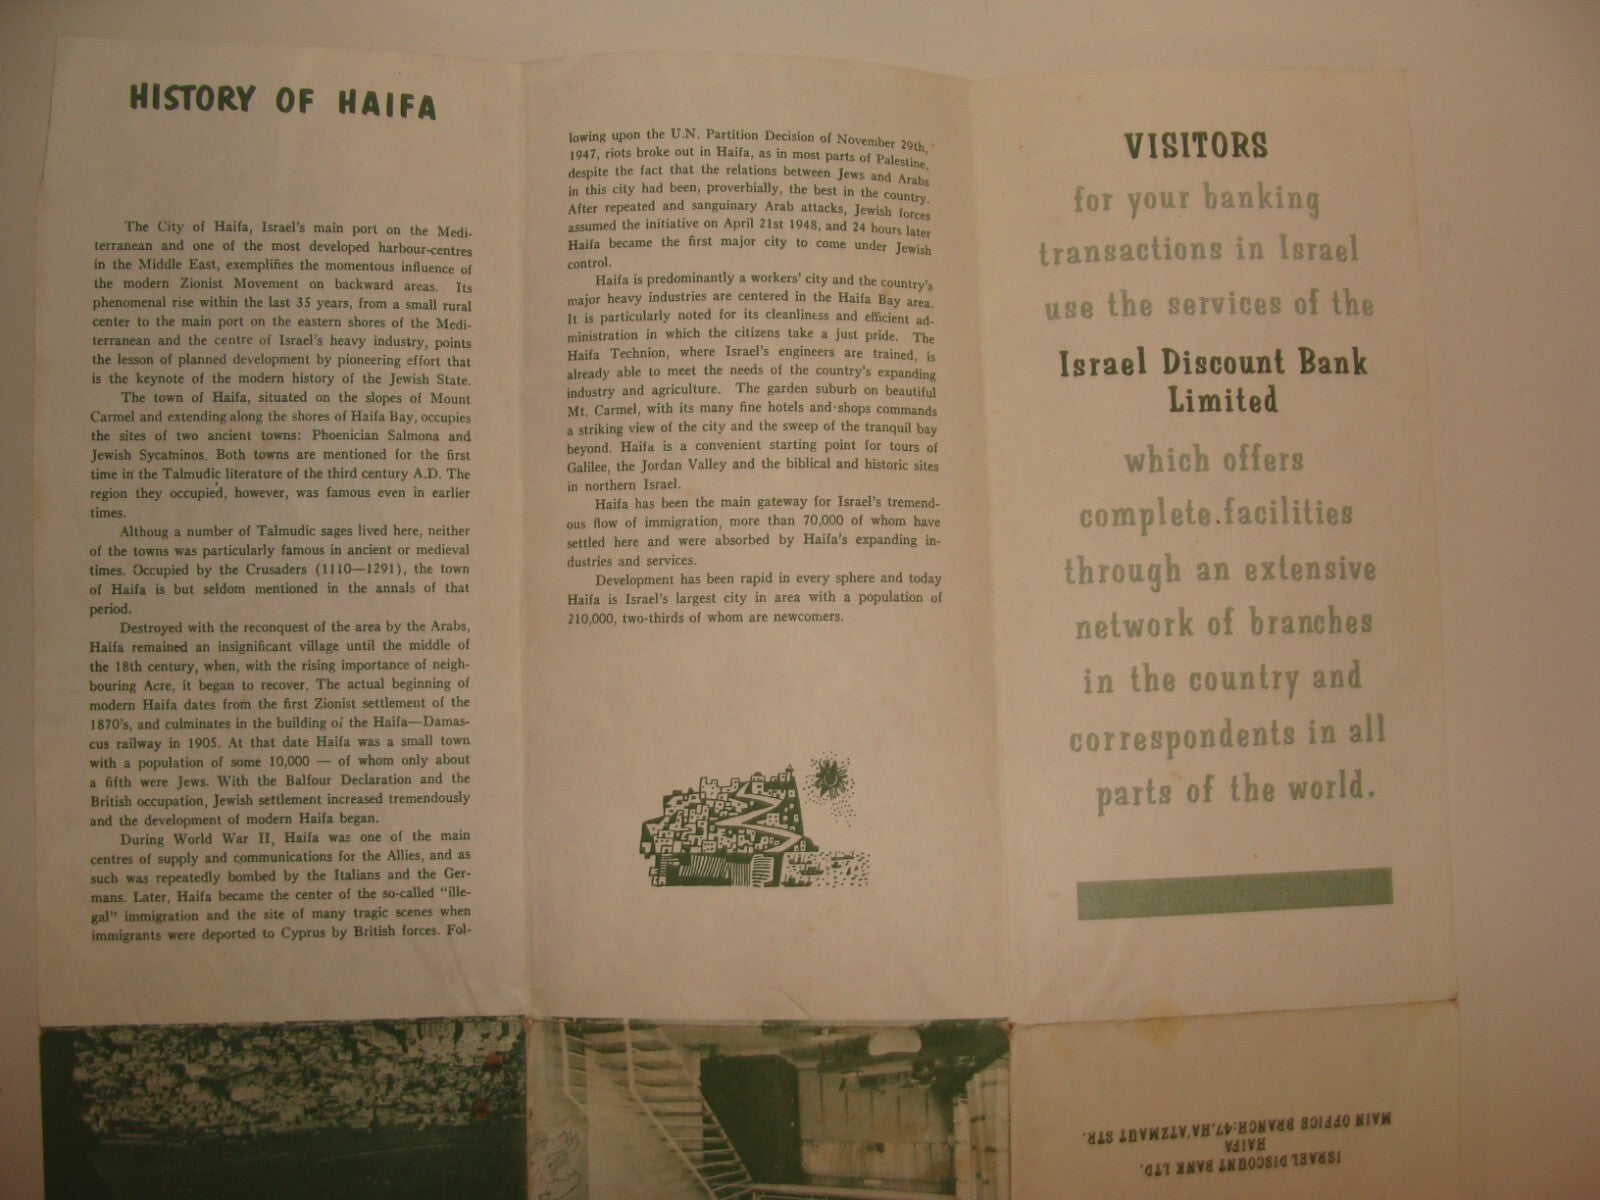 HISTORY OF HAIFA
The City of Haifa, Israel's main port on the Medi-
terranean and one of the most developed harbour-centres
in the Middle East, exemplifies the momentous influence of
the modern Zionist Movement on backward areas. Its
phenomenal rise within the last 35 years, from a small rural
center to the main port on the eastern shores of the Medi-
terranean and the centre of Israel's heavy industry, points
the lesson of planned development by pioneering effort that
is the keynote of the modern history of the Jewish State.
The town of Haifa, situated on the slopes of Mount
Carmel and extending along the shores of Haifa Bay, occupies
the sites of two ancient towns: Phoenician Salmona and
Jewish Sycaminos. Both towns are mentioned for the first
time in the Talmudic literature of the third century A.D. The
region they occupied, however, was famous even in earlier
times.
Althoug a number of Talmudic sages lived here, neither
of the towns was particularly famous in ancient or medieval
times. Occupied by the Crusaders (1110—1291), the town
of Haifa is but seldom mentioned in the annals of that
period.
Destroyed with the reconquest of the area by the Arabs,
Haifa remained an insignificant village until the middle of
the 18th century, when, with the rising importance of neigh-
bouring Acre, it began to recover. The actual beginning of
modern Haifa dates from the first Zionist settlement of the
1870's, and culminates in the building of the Haifa—Damas-
cus railway in 1905. At that date Haifa was a small town
with a population of some 10,000 — of whom only about
a fifth were Jews. With the Balfour Declaration and the
British occupation, Jewish settlement increased tremendously
and the development of modern Haifa began.
During World War II, Haifa was one of the main
centres of supply and communications for the Allies, and as
such was repeatedly bombed by the Italians and the Ger-
mans. Later, Haifa became the center of the so-called "ille-
gal" immigration and the site of many tragic scenes when
immigrants were deported to Cyprus by British forces. Fol-
lowing upon the U.N. Partition Decision of November 29th,
1947, riots broke out in Haifa, as in most parts of Palestine,
despite the fact that the relations between Jews and Arabs
in this city had been, proverbially, the best in the country.
After repeated and sanguinary Arab attacks, Jewish forces
assumed the initiative on April 21st 1948, and 24 hours later
Haifa became the first major city to come under Jewish
control.
Haifa is predominantly a workers' city and the country's
major heavy industries are centered in the Haifa Bay area.
It is particularly noted for its cleanliness and efficient ad-
ministration in which the citizens take a just pride. The
Haifa Technion, where Israel's engineers are trained, is
already able to meet the needs of the country's expanding
industry and agriculture. The garden suburb on beautiful
Mt. Carmel, with its many fine hotels and shops commands
a striking view of the city and the sweep of the tranquil bay
beyond. Haifa is a convenient starting point for tours of
Galilee, the Jordan Valley and the biblical and historic sites
in northern Israel.
Haifa has been the main gateway for Israel's tremend-
ous flow of immigration, more than 70,000 of whom have
settled here and were absorbed by Haifa's expanding in-
dustries and services.
Development has been rapid in every sphere and today
Haifa is Israel's largest city in area with a population of
210,000, two-thirds of whom are newcomers.
VISITORS
for your banking
transactions in Israel
use the services of the
Israel Discount Bank
Limited
which offers
complete facilities
through an extensive
network of branches
in the country and
correspondents in all
parts of the world.
ISRAEL DISCOUNT BANK LTD.
HAIFA
MAIN OFFICE BRANCH:47,HA'ATZMAUT STR.